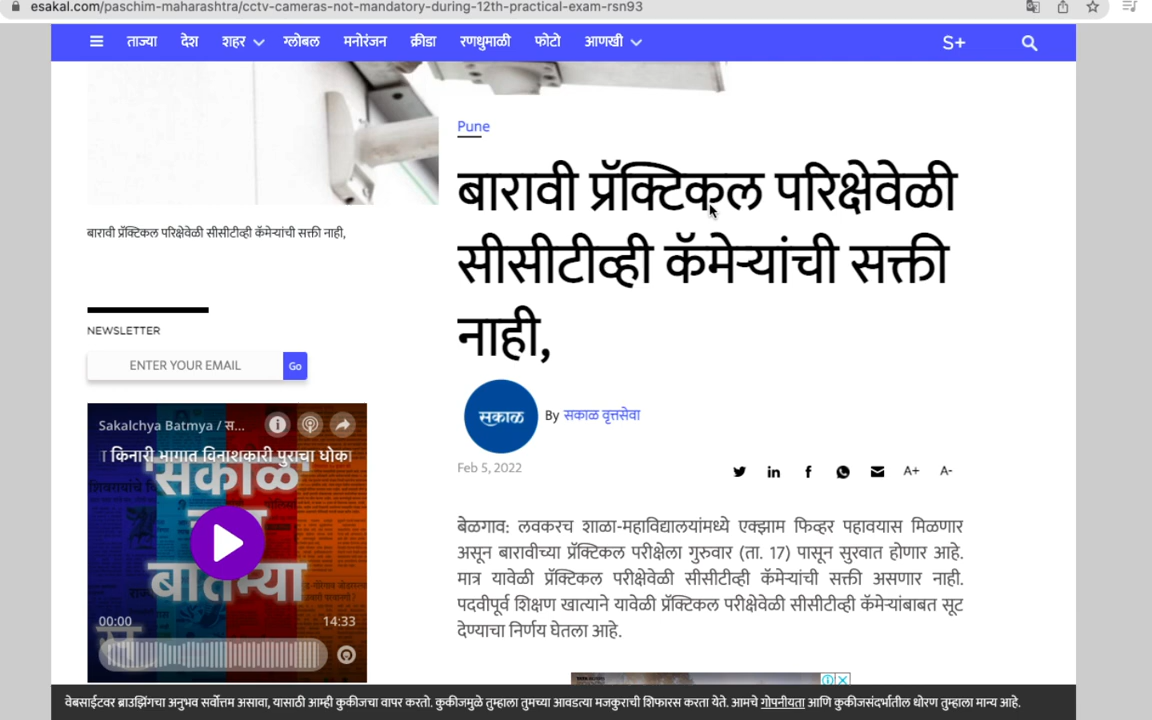 esakal.com/paschim-maharashtra/cctv-cameras-not-mandatory-during-12th-practical-exam-rsn93
ताज्या देश शहर ग्लोबल मनोरंजन क्रीडा रणधुमाळी फोटो आणखी S+
Pune
बारावी प्रॅक्टिकल परिक्षेवेळी
सीसीटीव्ही कॅमेऱ्यांची सक्ती
नाही,
सकाळ
By सकाळ वृत्तसेवा
Feb 5, 2022
A+ A-
बेळगाव: लवकरच शाळा-महाविद्यालयांमध्ये एक्झाम फिव्हर पहावयास मिळणार
असून बारावीच्या प्रॅक्टिकल परीक्षेला गुरुवार (ता. 17) पासून सुरवात होणार आहे.
मात्र यावेळी प्रॅक्टिकल परीक्षेवेळी सीसीटीव्ही कॅमेऱ्यांची सक्ती असणार नाही.
पदवीपूर्व शिक्षण खात्याने यावेळी प्रॅक्टिकल परीक्षेवेळी सीसीटीव्ही कॅमेऱ्यांबाबत सूट
देण्याचा निर्णय घेतला आहे.
बारावी प्रॅक्टिकल परिक्षेवेळी सीसीटीव्ही कॅमेऱ्यांची सक्ती नाही,
NEWSLETTER
ENTER YOUR EMAIL Go
Sakalchya Batmya / स...
किनारी भागात विनाशकारी पुराचा धोका
'सकाळ'
बातम्या
00:00 14:33
वेबसाईटवर ब्राउझिंगचा अनुभव सर्वोत्तम असावा, यासाठी आम्ही कुकीजचा वापर करतो. कुकीजमुळे तुम्हाला तुमच्या आवडत्या मजकुराची शिफारस करता येते. आमचे गोपनीयता आणि कुकीजसंदर्भातील धोरण तुम्हाला मान्य आहे.